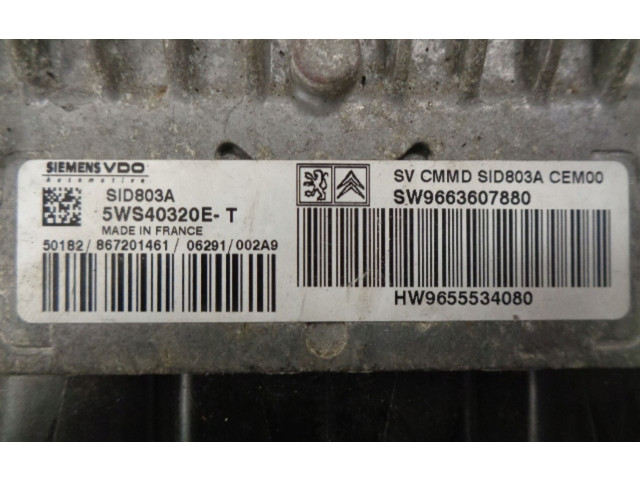 SIEMENS VDO
Automotive
SID803A
5WS40320E-T
MADE IN FRANCE
50182/867201461/06291/002A9
SV CMMD SID803A CEM00
SW9663607880
HW9655534080